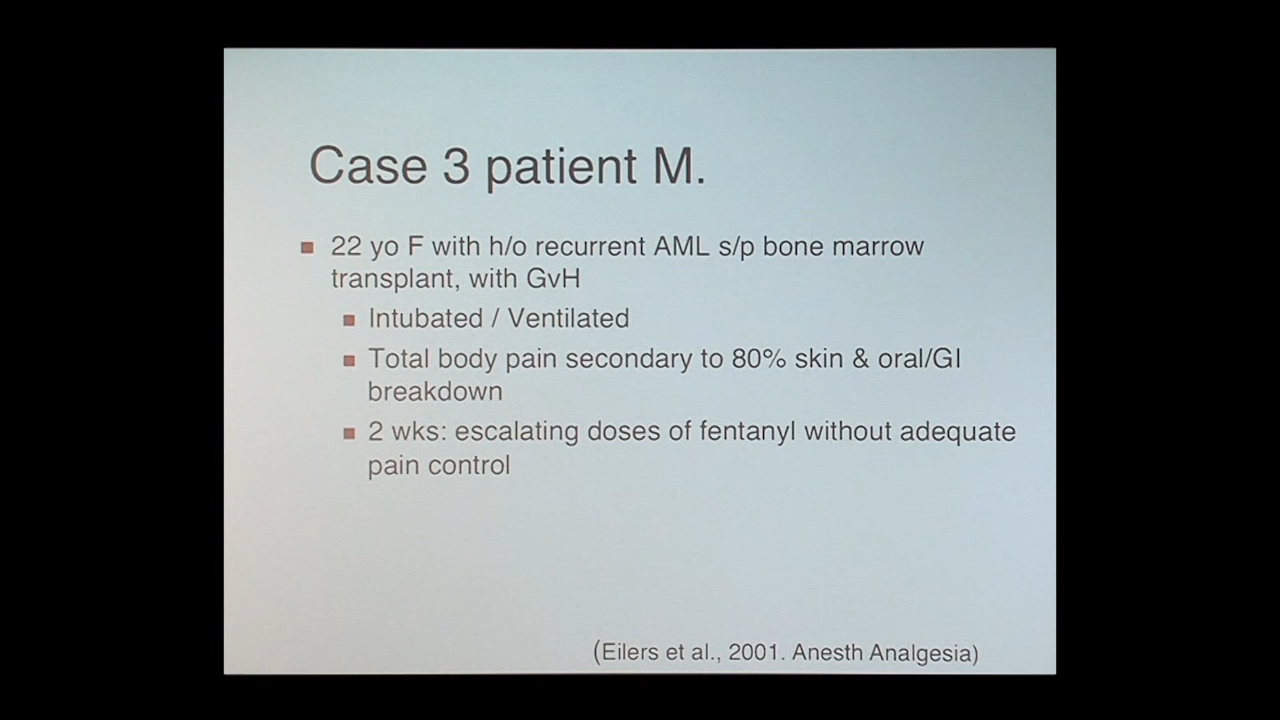 Case 3 patient M.
22 yo F with h/o recurrent AML s/p bone marrow
transplant, with GvH
Intubated / Ventilated
Total body pain secondary to 80% skin & oral/GI
breakdown
2 wks: escalating doses of fentanyl without adequate
pain control
(Eilers et al., 2001. Anesth Analgesia)